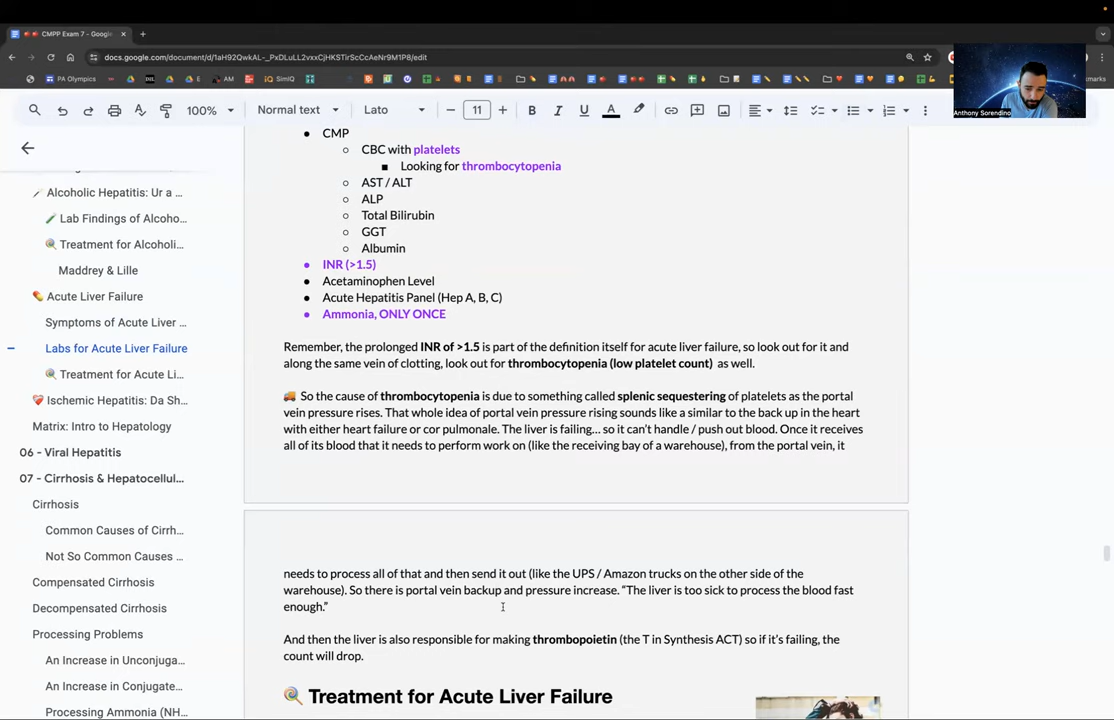 CMPP Exam 7 - Google
docs.google.com/document/d/1aH92QwkAL-_PxDLuLL2vxxCjHKSTirScCcAeNr9M1P8/edit
PA Olympics
AM
IQ SimIQ
Anthony Sorendino
100%
Normal text
Lato
11
Alcoholic Hepatitis: Ur a ...
Lab Findings of Alcoho...
Treatment for Alcoholi...
Maddrey & Lille
Acute Liver Failure
Symptoms of Acute Liver ...
Labs for Acute Liver Failure
Treatment for Acute Li...
Ischemic Hepatitis: Da Sh...
Matrix: Intro to Hepatology
06 - Viral Hepatitis
07 - Cirrhosis & Hepatocellul...
Cirrhosis
Common Causes of Cirrh...
Not So Common Causes ...
Compensated Cirrhosis
Decompensated Cirrhosis
Processing Problems
An Increase in Unconjuga...
An Increase in Conjugate...
Processing Ammonia (NH...
CMP
CBC with platelets
Looking for thrombocytopenia
AST / ALT
ALP
Total Bilirubin
GGT
Albumin
INR (>1.5)
Acetaminophen Level
Acute Hepatitis Panel (Hep A, B, C)
Ammonia, ONLY ONCE
Remember, the prolonged INR of >1.5 is part of the definition itself for acute liver failure, so look out for it and
along the same vein of clotting, look out for thrombocytopenia (low platelet count) as well.
So the cause of thrombocytopenia is due to something called splenic sequestering of platelets as the portal
vein pressure rises. That whole idea of portal vein pressure rising sounds like a similar to the back up in the heart
with either heart failure or cor pulmonale. The liver is failing... so it can't handle / push out blood. Once it receives
all of its blood that it needs to perform work on (like the receiving bay of a warehouse), from the portal vein, it
needs to process all of that and then send it out (like the UPS / Amazon trucks on the other side of the
warehouse). So there is portal vein backup and pressure increase. "The liver is too sick to process the blood fast
enough."
And then the liver is also responsible for making thrombopoietin (the T in Synthesis ACT) so if it's failing, the
count will drop.
Treatment for Acute Liver Failure